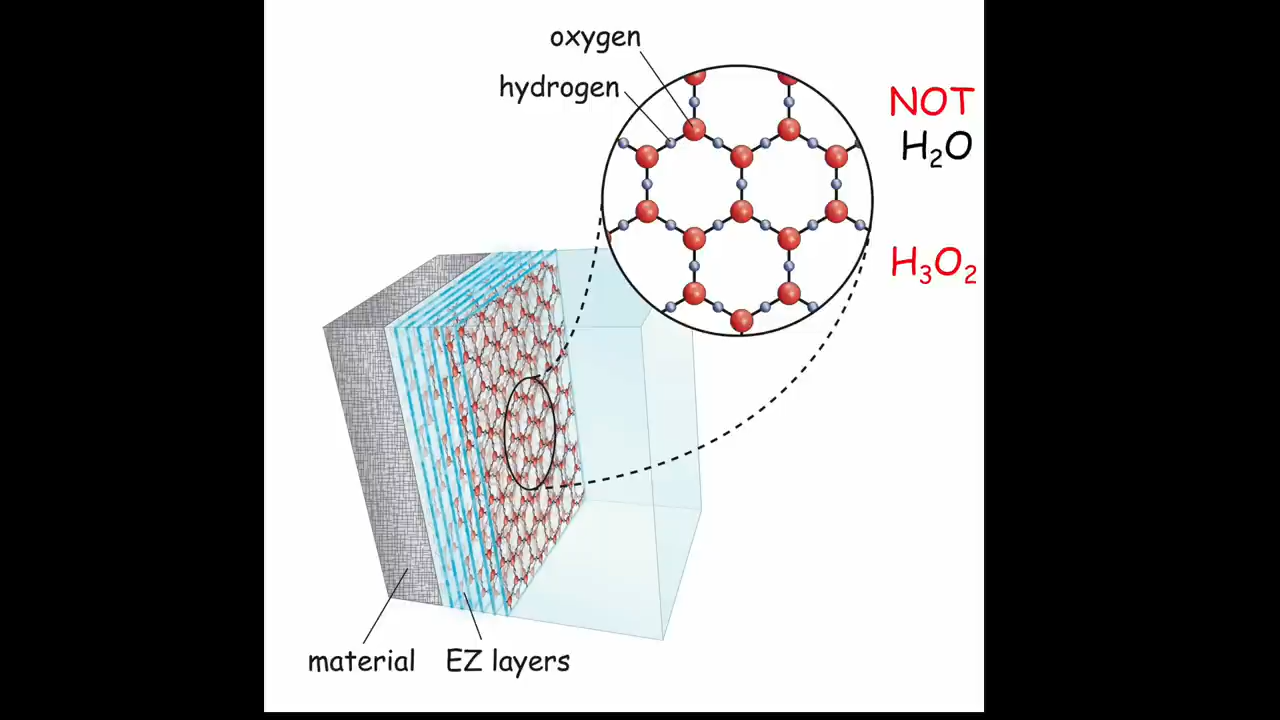 oxygen
hydrogen
NOT
H₂O
H₃O₂
material
EZ layers